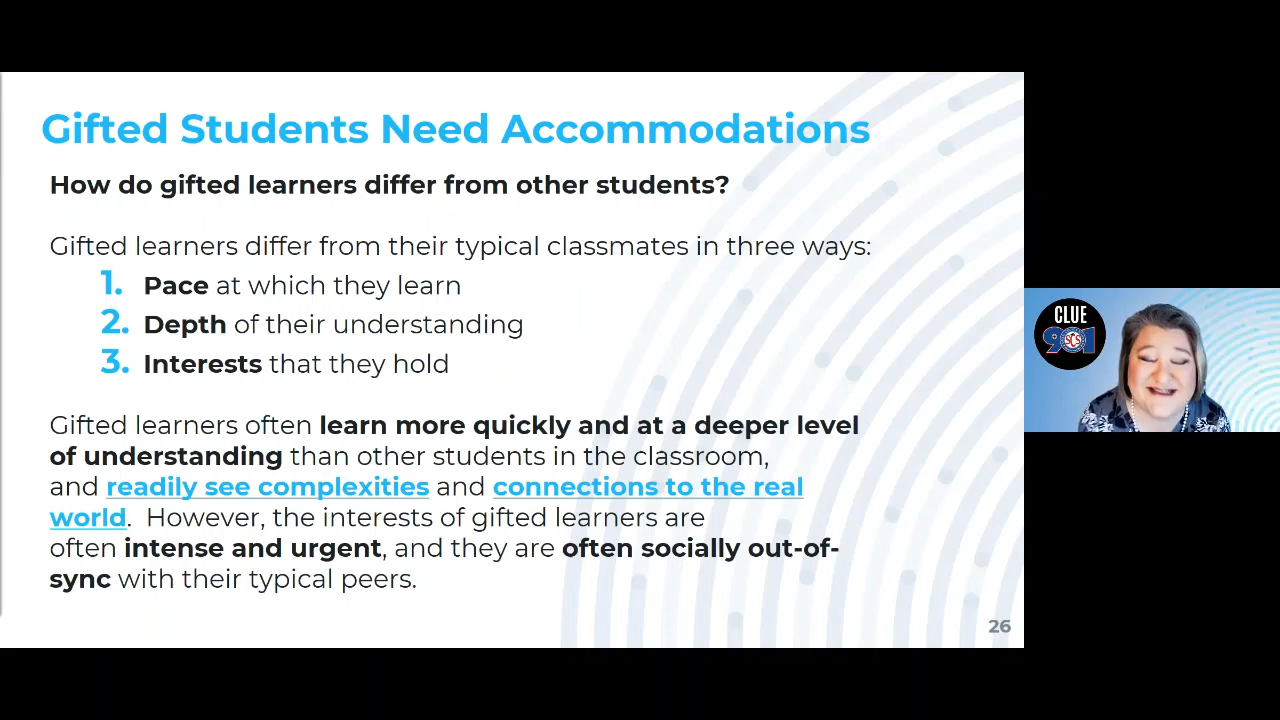 Gifted Students Need Accommodations
How do gifted learners differ from other students?
Gifted learners differ from their typical classmates in three ways:
1. Pace at which they learn
2. Depth of their understanding
3. Interests that they hold
Gifted learners often learn more quickly and at a deeper level
of understanding than other students in the classroom,
and readily see complexities and connections to the real
world.  However, the interests of gifted learners are
often intense and urgent, and they are often socially out-of-
sync with their typical peers.
26
CLUE
901
SCS